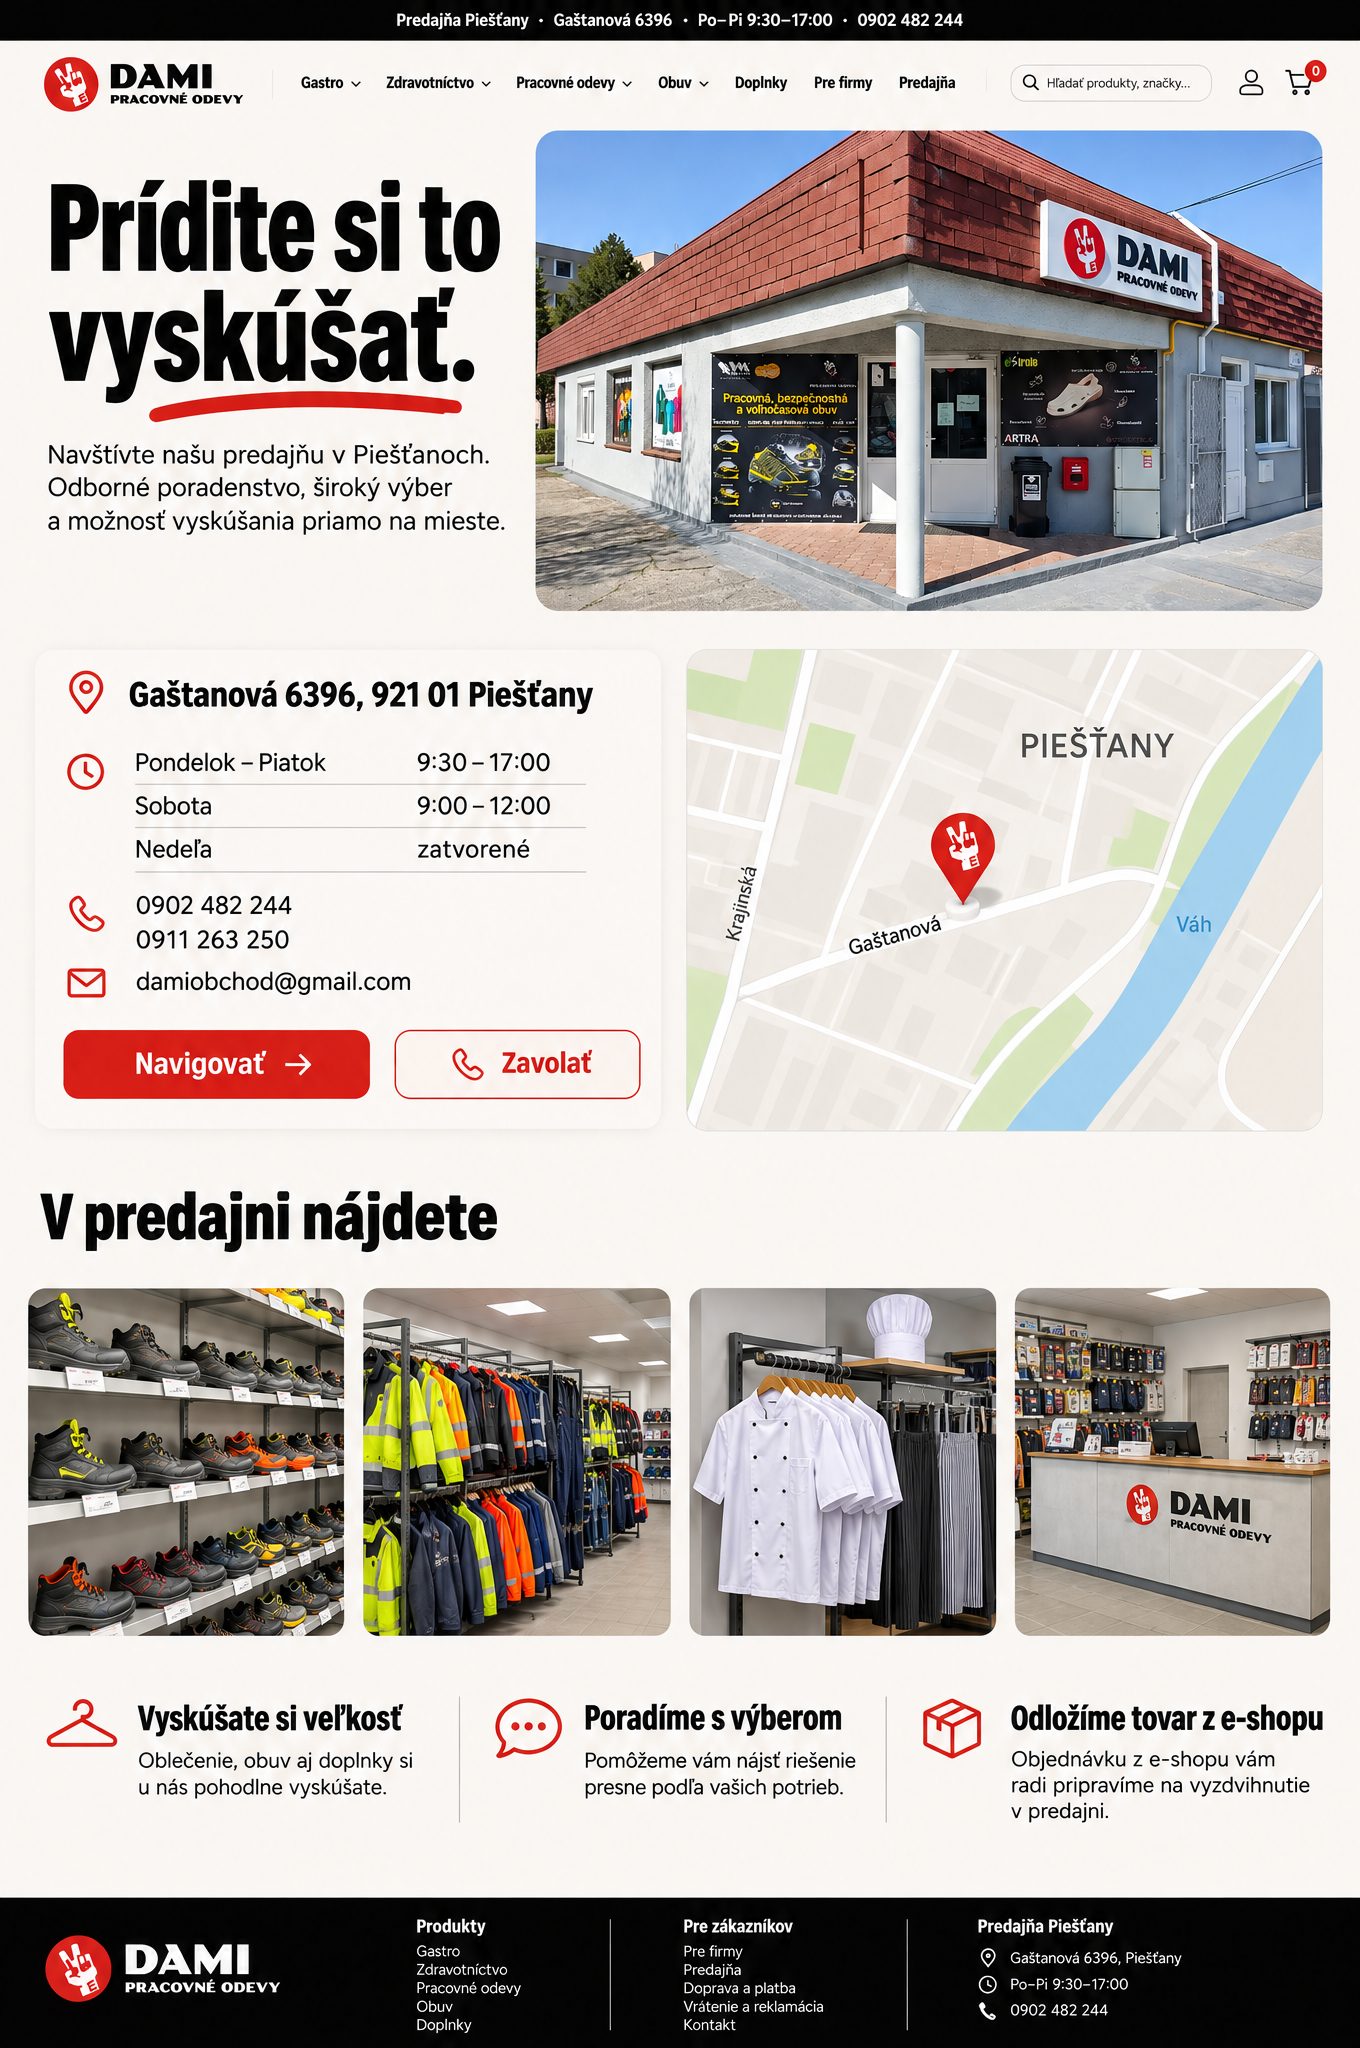 Predajňa Piešťany • Gaštanová 6396 • Po–Pi 9:30–17:00 • 0902 482 244
DAMI
PRACOVNÉ ODEVY
Gastro
Zdravotníctvo
Pracovné odevy
Obuv
Doplnky
Pre firmy
Predajňa
Hľadať produkty, značky...
0
Prídite si to
vyskúšať.
Navštívte našu predajňu v Piešťanoch.
Odborné poradenstvo, široký výber
a možnosť vyskúšania priamo na mieste.
DAMI
PRACOVNÉ ODEVY
Pracovná, bezpečnostná
a voľnočasová obuv
ARTRA
Gaštanová 6396, 921 01 Piešťany
Pondelok – Piatok 9:30 – 17:00
Sobota 9:00 – 12:00
Nedeľa zatvorené
0902 482 244
0911 263 250
damiobchod@gmail.com
Navigovať →
Zavolať
PIEŠŤANY
Krajinská
Gaštanová
Váh
V predajni nájdete
DAMI
PRACOVNÉ ODEVY
Vyskúšate si veľkosť
Oblečenie, obuv aj doplnky si
u nás pohodlne vyskúšate.
Poradíme s výberom
Pomôžeme vám nájsť riešenie
presne podľa vašich potrieb.
Odložíme tovar z e-shopu
Objednávku z e-shopu vám
radi pripravíme na vyzdvihnutie
v predajni.
DAMI
PRACOVNÉ ODEVY
Produkty
Gastro
Zdravotníctvo
Pracovné odevy
Obuv
Doplnky
Pre zákazníkov
Pre firmy
Predajňa
Doprava a platba
Vrátenie a reklamácia
Kontakt
Predajňa Piešťany
Gaštanová 6396, Piešťany
Po–Pi 9:30–17:00
0902 482 244